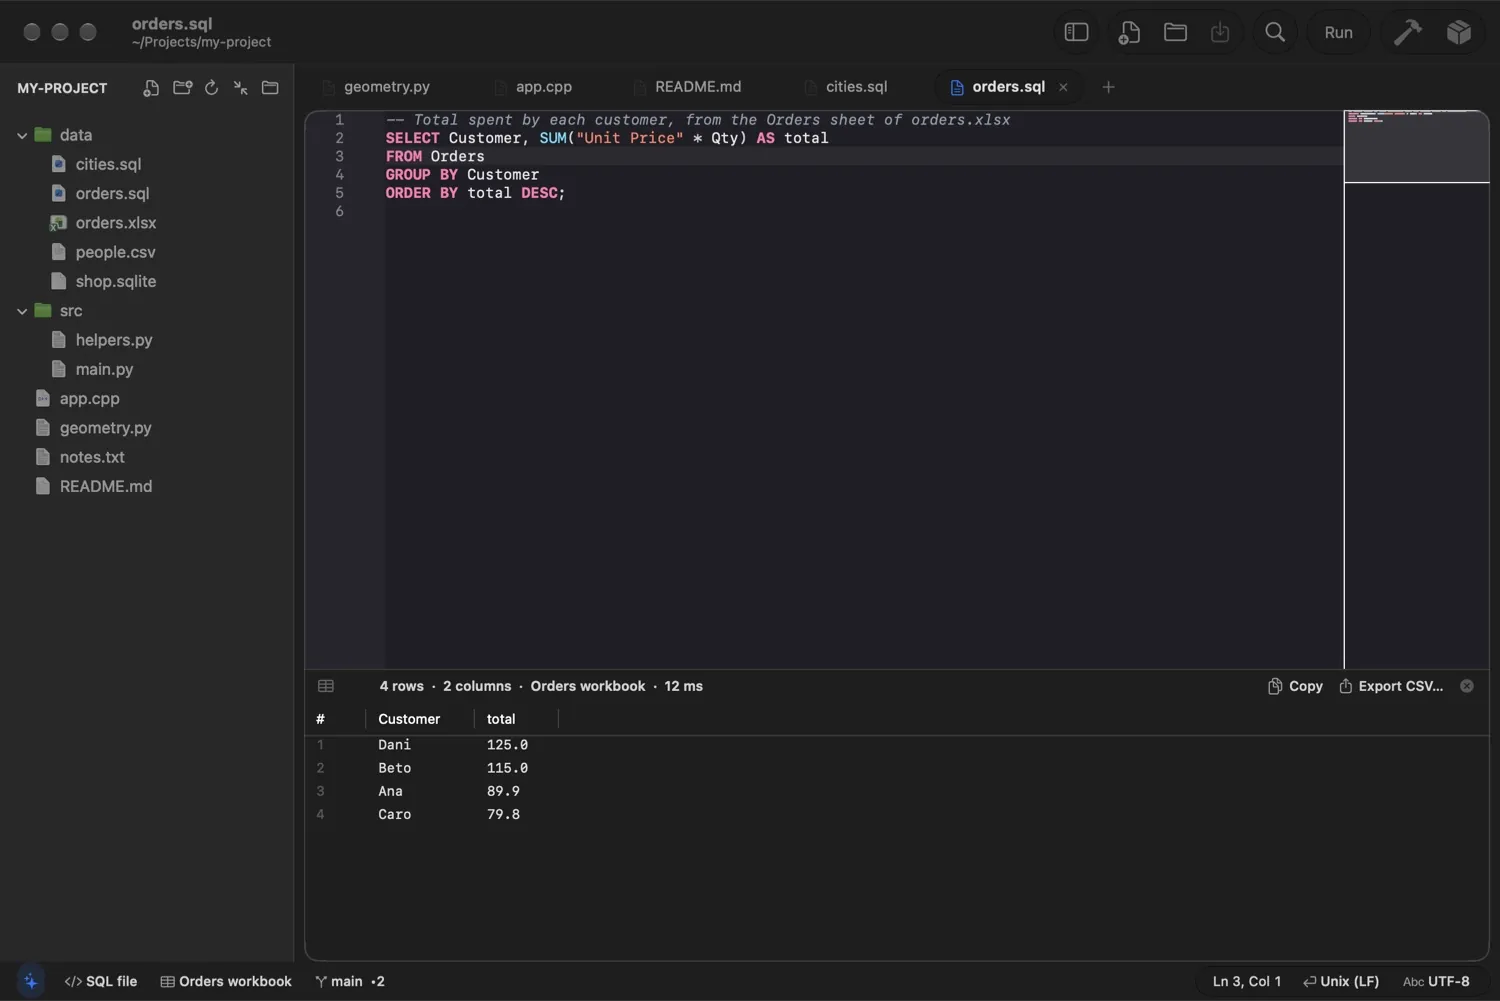 orders.sql
~/Projects/my-project
Run
MY-PROJECT
data
cities.sql
orders.sql
orders.xlsx
people.csv
shop.sqlite
src
helpers.py
main.py
app.cpp
geometry.py
notes.txt
README.md
geometry.py
app.cpp
README.md
cities.sql
orders.sql
1 -- Total spent by each customer, from the Orders sheet of orders.xlsx
2 SELECT Customer, SUM("Unit Price" * Qty) AS total
3 FROM Orders
4 GROUP BY Customer
5 ORDER BY total DESC;
6
4 rows · 2 columns · Orders workbook · 12 ms
Copy
Export CSV...
# Customer total
1 Dani 125.0
2 Beto 115.0
3 Ana 89.9
4 Caro 79.8
</> SQL file
Orders workbook
main •2
Ln 3, Col 1
Unix (LF)
Abc UTF-8